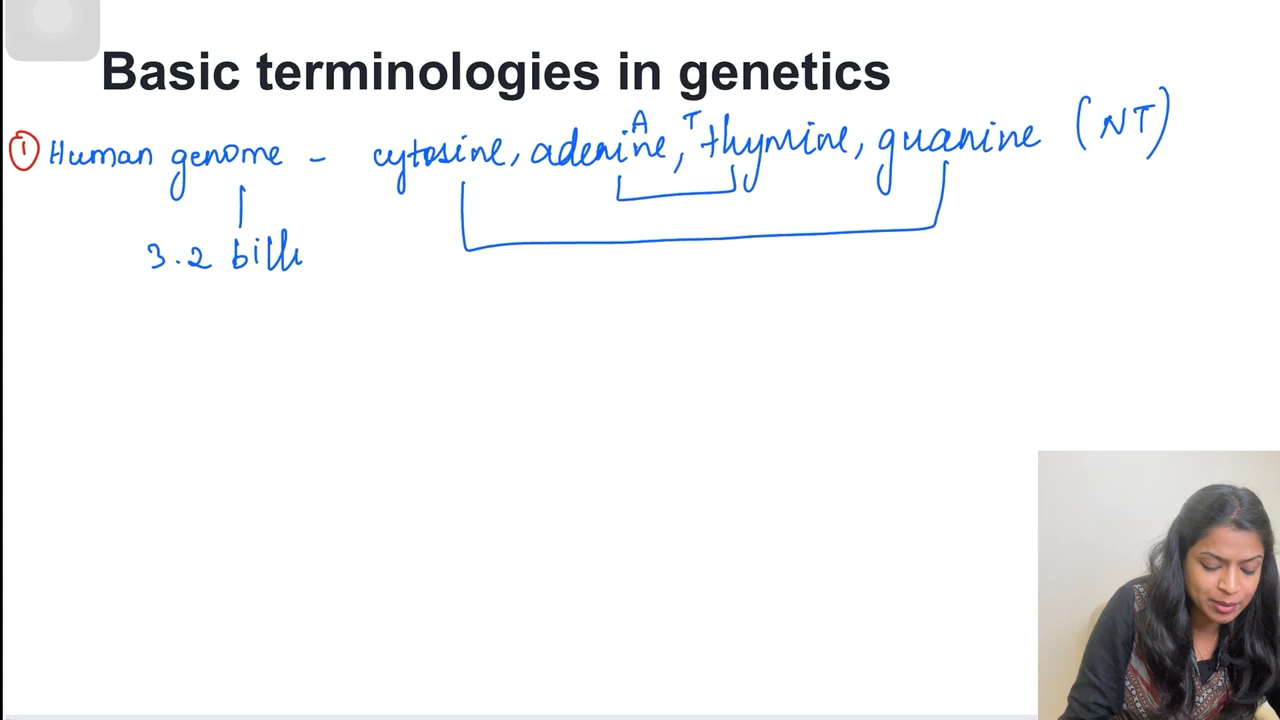 Basic terminologies in genetics
A T
① Human genome - cytosine, adenine, thymine, guanine (NT)
3.2 bill